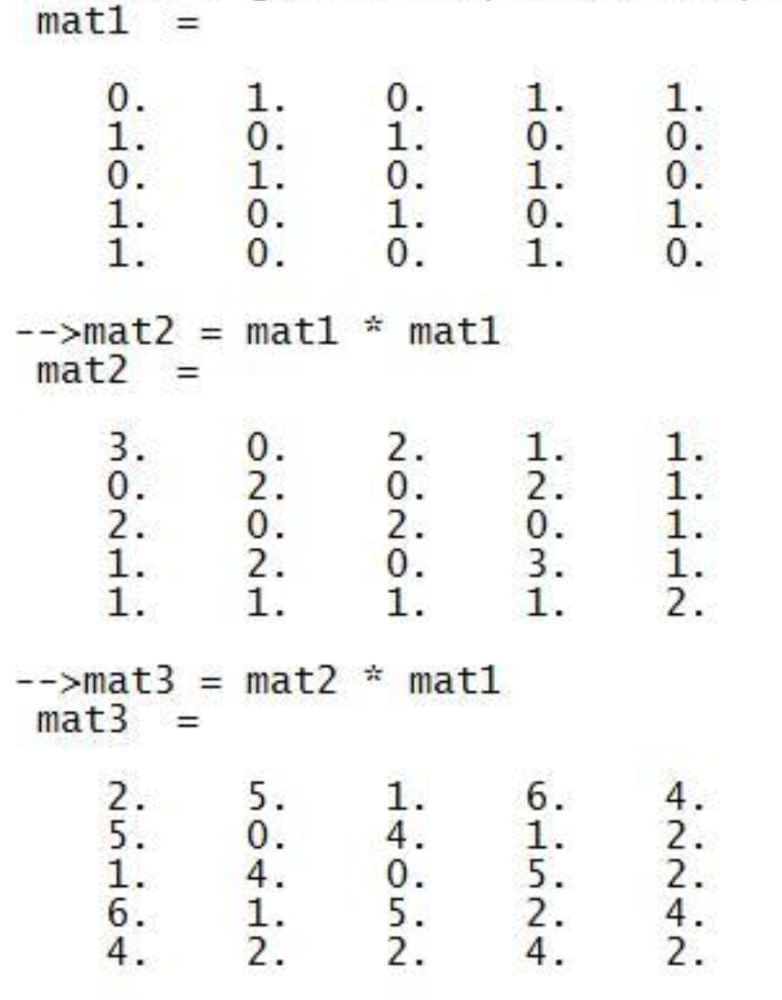 mat1  =
0.  1.  0.  1.  1.
1.  0.  1.  0.  0.
0.  1.  0.  1.  0.
1.  0.  1.  0.  1.
1.  0.  0.  1.  0.
-->mat2 = mat1 * mat1
mat2  =
3.  0.  2.  1.  1.
0.  2.  0.  2.  1.
2.  0.  2.  0.  1.
1.  2.  0.  3.  1.
1.  1.  1.  1.  2.
-->mat3 = mat2 * mat1
mat3  =
2.  5.  1.  6.  4.
5.  0.  4.  1.  2.
1.  4.  0.  5.  2.
6.  1.  5.  2.  4.
4.  2.  2.  4.  2.